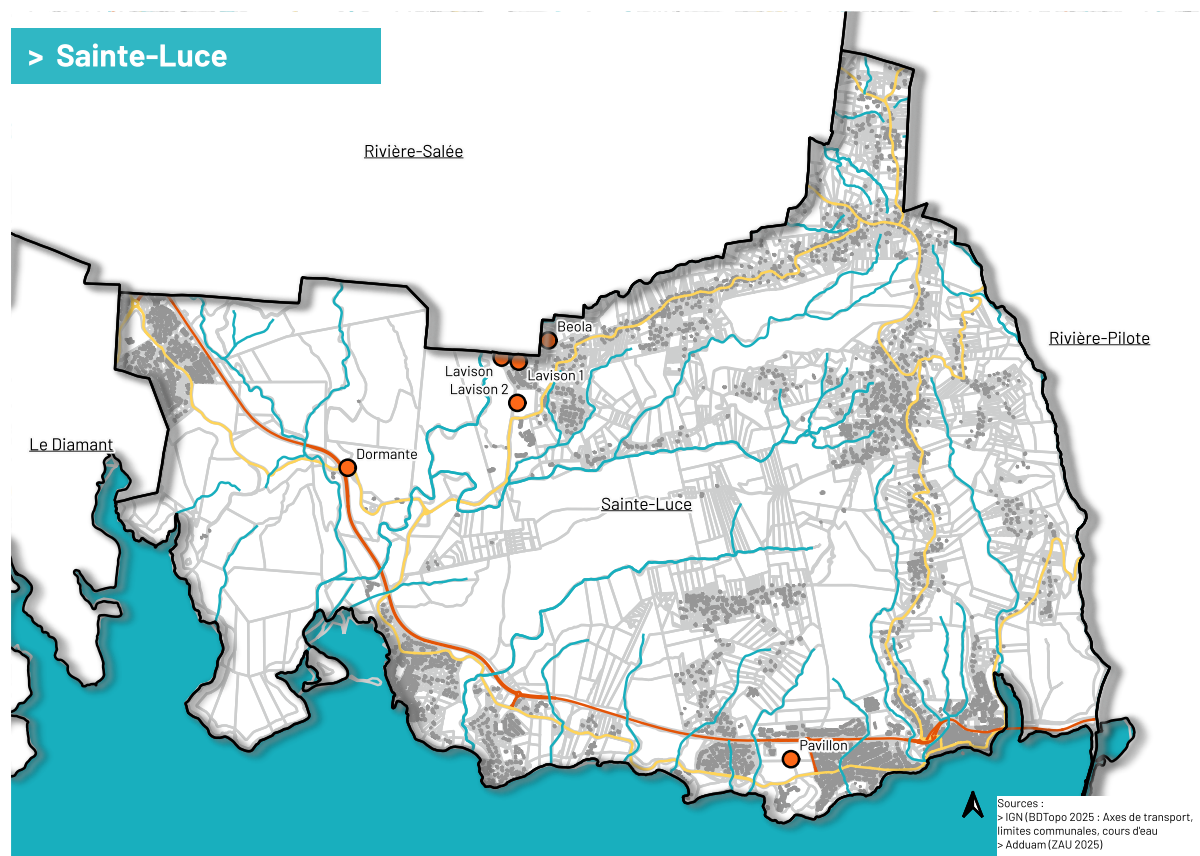 > Sainte-Luce
Rivière-Salée
Beola
Rivière-Pilote
Lavison
Lavison 1
Lavison 2
Le Diamant
Dormante
Sainte-Luce
Pavillon
Sources :
> IGN (BDTopo 2025 : Axes de transport,
limites communales, cours d'eau
> Adduam (ZAU 2025)